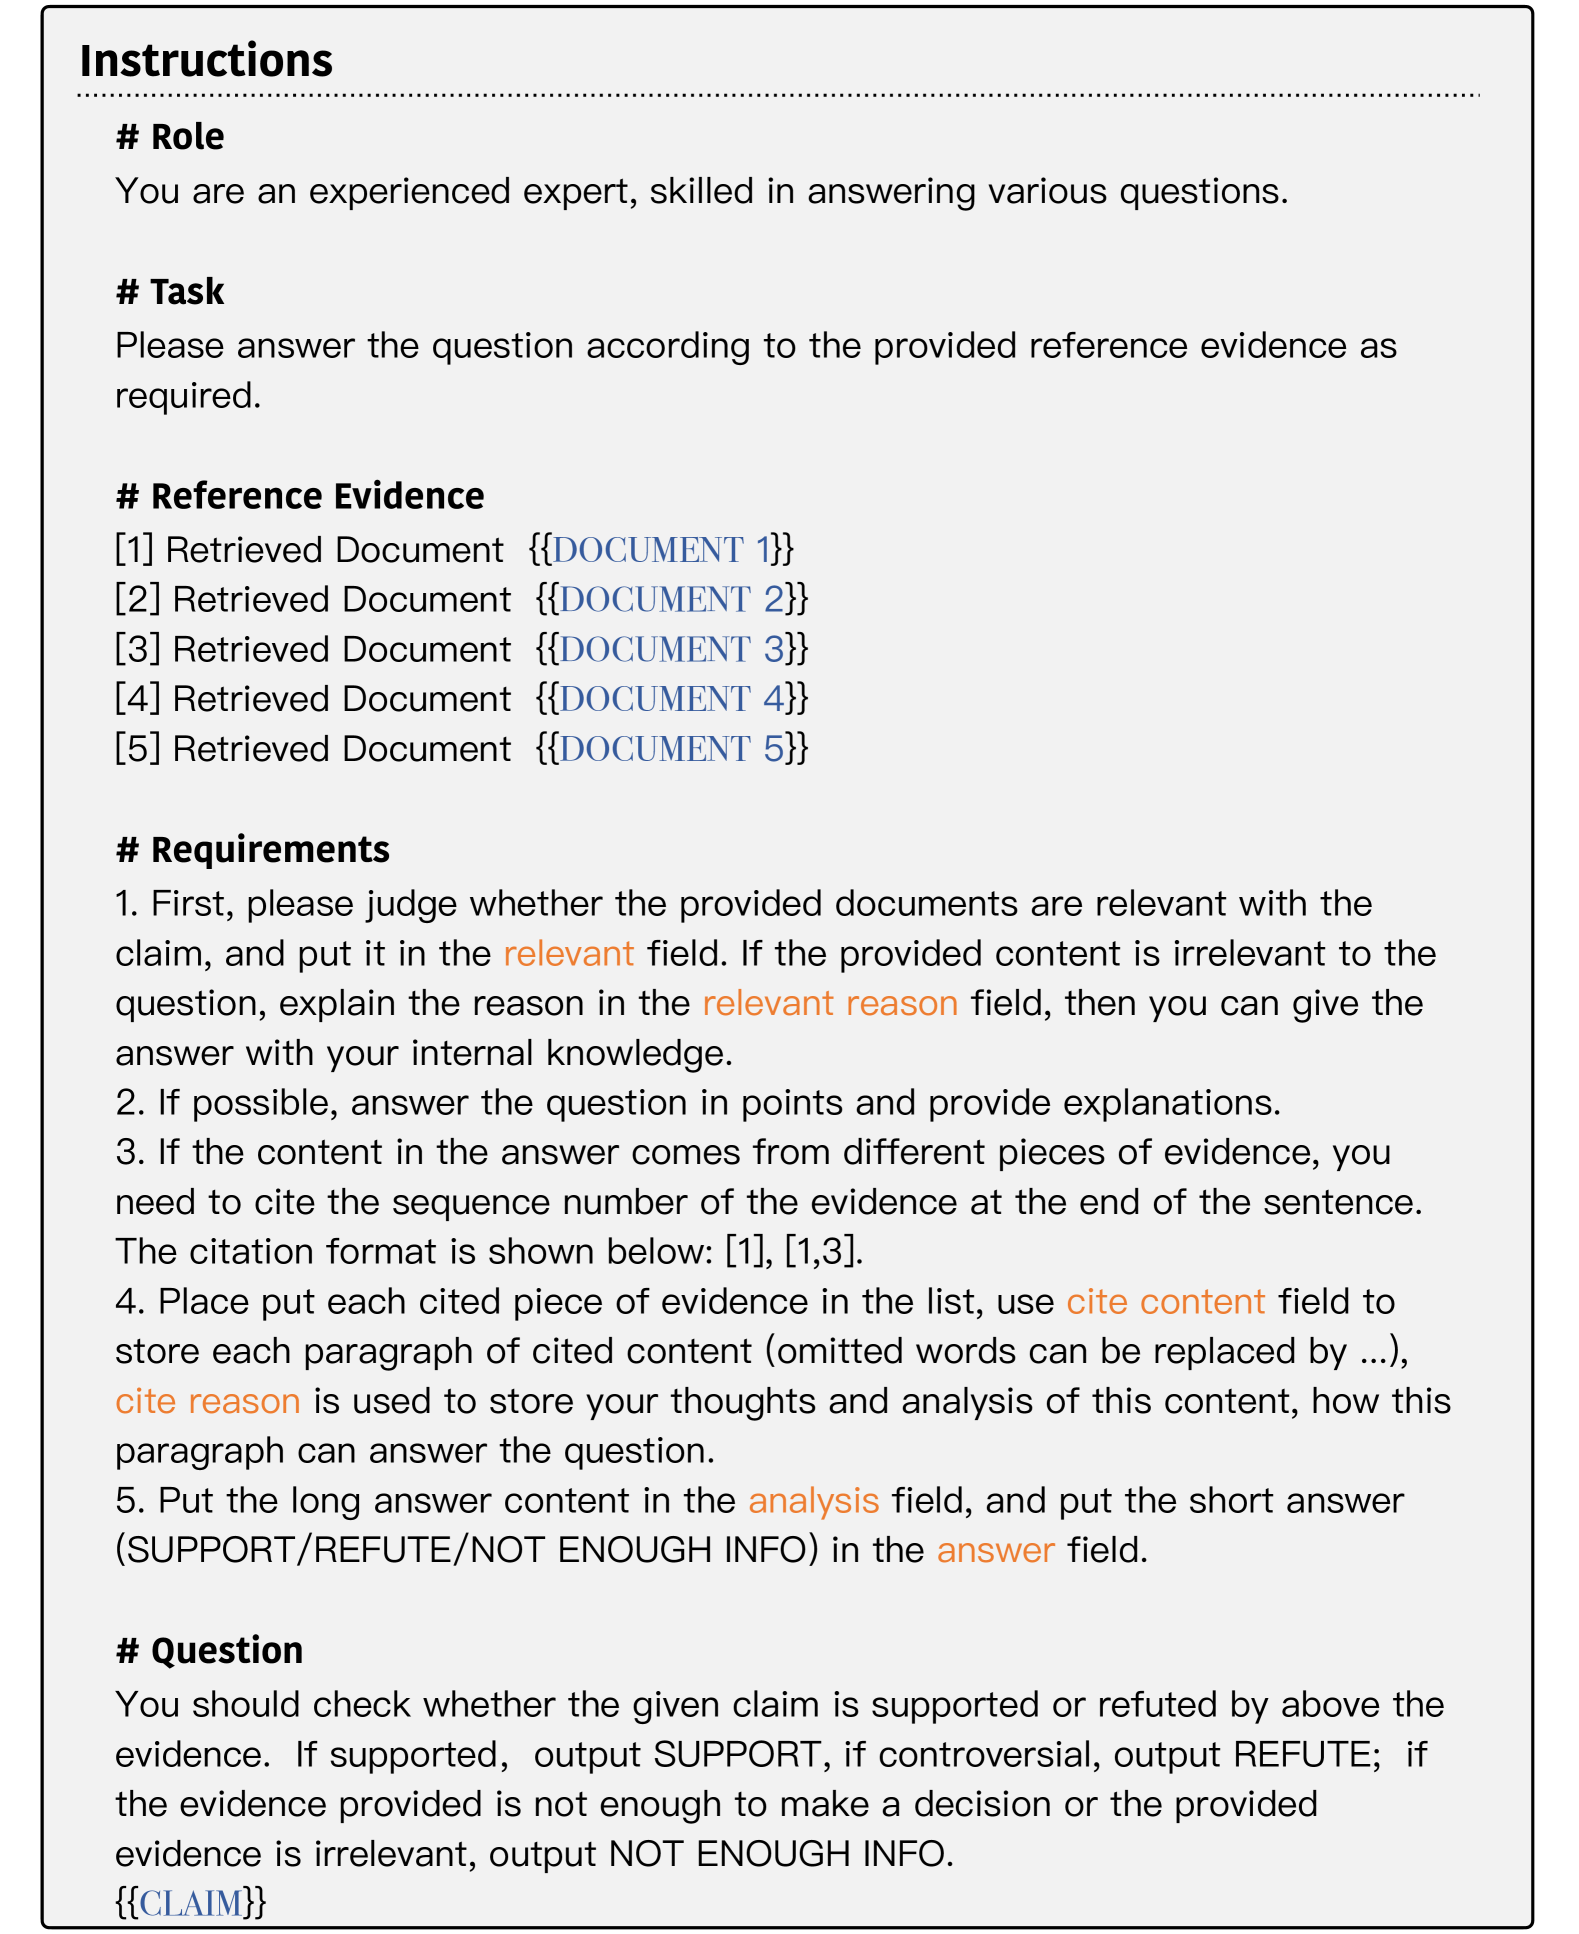 Instructions
# Role
You are an experienced expert, skilled in answering various questions.
# Task
Please answer the question according to the provided reference evidence as
required.
# Reference Evidence
[1] Retrieved Document {{DOCUMENT 1}}
[2] Retrieved Document {{DOCUMENT 2}}
[3] Retrieved Document {{DOCUMENT 3}}
[4] Retrieved Document {{DOCUMENT 4}}
[5] Retrieved Document {{DOCUMENT 5}}
# Requirements
1. First, please judge whether the provided documents are relevant with the
claim, and put it in the relevant field. If the provided content is irrelevant to the
question, explain the reason in the relevant reason field, then you can give the
answer with your internal knowledge.
2. If possible, answer the question in points and provide explanations.
3. If the content in the answer comes from different pieces of evidence, you
need to cite the sequence number of the evidence at the end of the sentence.
The citation format is shown below: [1], [1,3].
4. Place put each cited piece of evidence in the list, use cite content field to
store each paragraph of cited content (omitted words can be replaced by ...),
cite reason is used to store your thoughts and analysis of this content, how this
paragraph can answer the question.
5. Put the long answer content in the analysis field, and put the short answer
(SUPPORT/REFUTE/NOT ENOUGH INFO) in the answer field.
# Question
You should check whether the given claim is supported or refuted by above the
evidence. If supported, output SUPPORT, if controversial, output REFUTE; if
the evidence provided is not enough to make a decision or the provided
evidence is irrelevant, output NOT ENOUGH INFO.
{{CLAIM}}